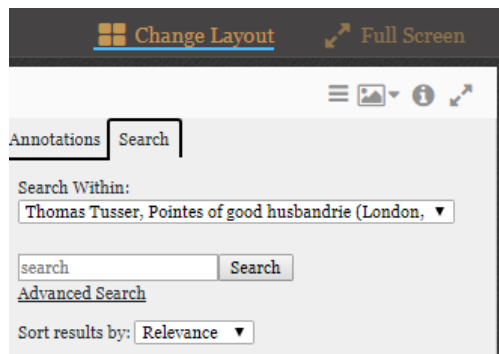 Change Layout Full Screen
Annotations Search
Search Within:
Thomas Tusser, Pointes of good husbandrie (London,
search Search
Advanced Search
Sort results by: Relevance